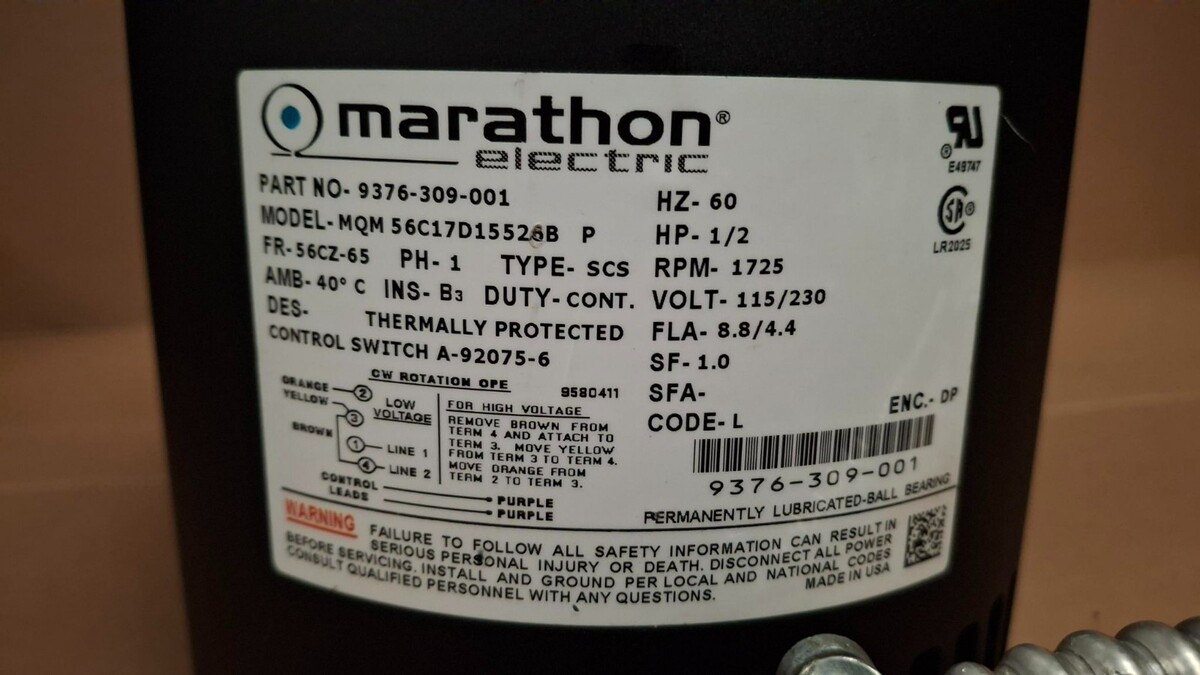 marathon®
electric
E49747
LR2025
PART NO- 9376-309-001
MODEL- MQM 56C17D15526B P
FR- 56CZ-65 PH- 1 TYPE- SCS
AMB- 40° C INS- B3 DUTY- CONT.
DES-
THERMALLY PROTECTED
CONTROL SWITCH A-92075-6
HZ- 60
HP- 1/2
RPM- 1725
VOLT- 115/230
FLA- 8.8/4.4
SF- 1.0
SFA-
CODE- L
ENC.- DP
CW ROTATION OPE
9580411
ORANGE 2
YELLOW 3
LOW
VOLTAGE
BROWN
1 LINE 1
4 LINE 2
CONTROL
LEADS
PURPLE
PURPLE
FOR HIGH VOLTAGE
REMOVE BROWN FROM
TERM 4 AND ATTACH TO
TERM 3. MOVE YELLOW
FROM TERM 3 TO TERM 4.
MOVE ORANGE FROM
TERM 2 TO TERM 3.
9376-309-001
PERMANENTLY LUBRICATED-BALL BEARING
WARNING
FAILURE TO FOLLOW ALL SAFETY INFORMATION CAN RESULT IN
SERIOUS PERSONAL INJURY OR DEATH. DISCONNECT ALL POWER
BEFORE SERVICING. INSTALL AND GROUND PER LOCAL AND NATIONAL CODES
CONSULT QUALIFIED PERSONNEL WITH ANY QUESTIONS.
MADE IN USA